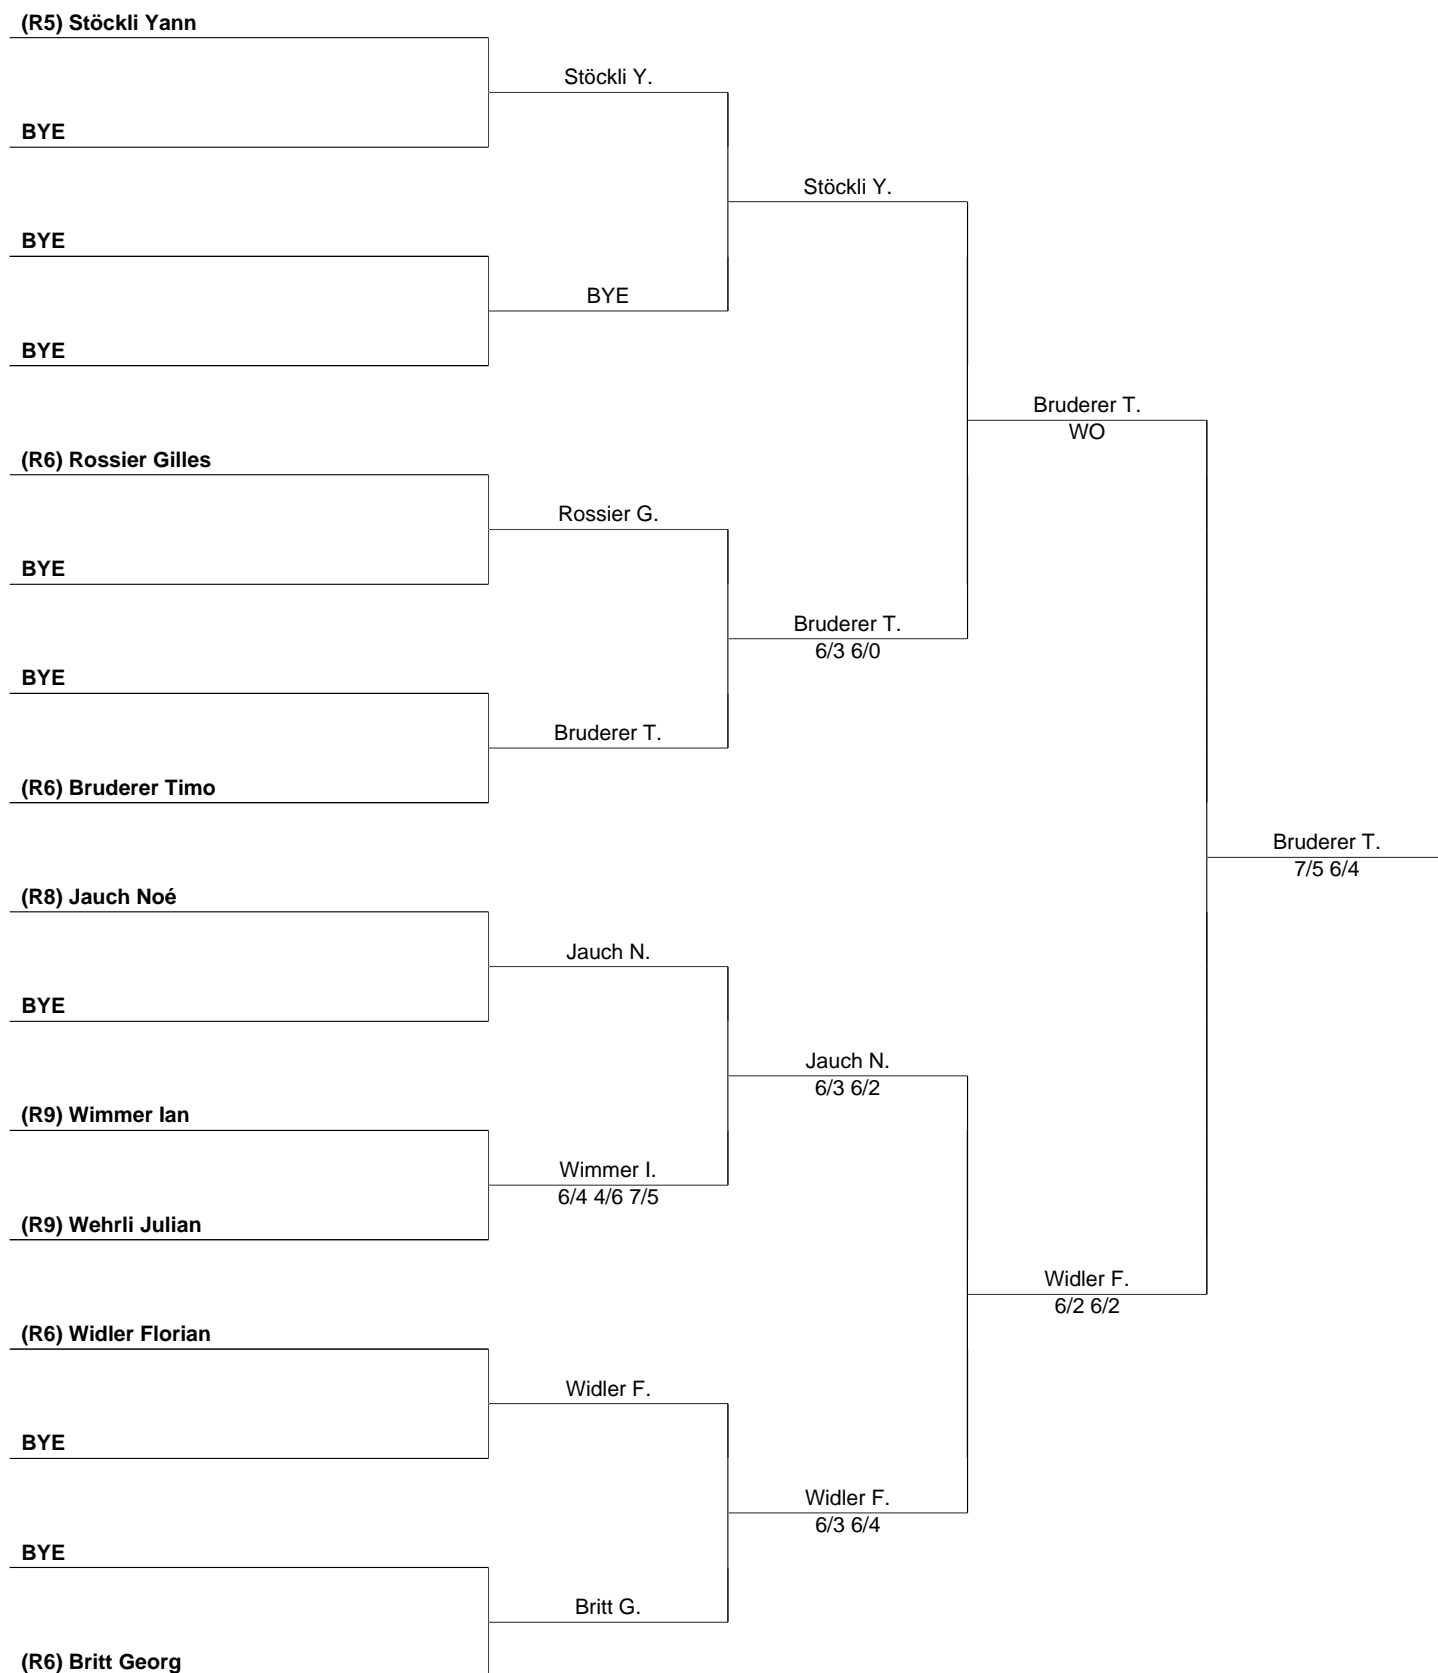 (R5) Stöckli Yann
Stöckli Y.
BYE
Stöckli Y.
BYE
BYE
BYE
Bruderer T.
WO
(R6) Rossier Gilles
Rossier G.
BYE
Bruderer T.
6/3 6/0
BYE
Bruderer T.
(R6) Bruderer Timo
Bruderer T.
7/5 6/4
(R8) Jauch Noé
Jauch N.
BYE
Jauch N.
6/3 6/2
(R9) Wimmer Ian
Wimmer I.
6/4 4/6 7/5
(R9) Wehrli Julian
Widler F.
6/2 6/2
(R6) Widler Florian
Widler F.
BYE
Widler F.
6/3 6/4
BYE
Britt G.
(R6) Britt Georg